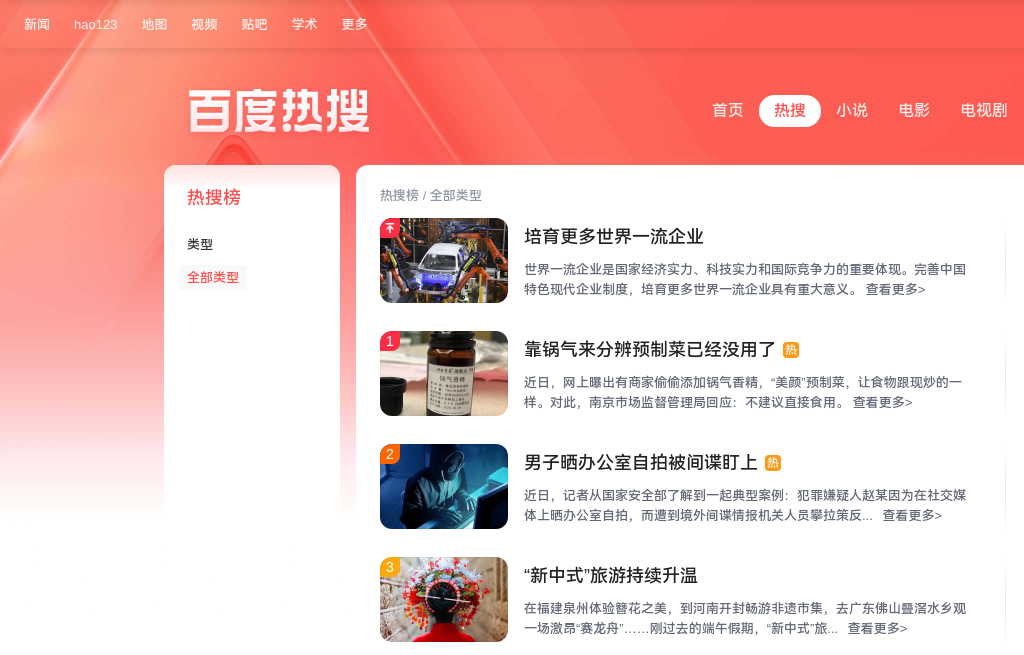 新闻 hao123 地图 视频 贴吧 学术 更多
百度热搜
首页 热搜 小说 电影 电视剧
热搜榜
类型
全部类型
热搜榜 / 全部类型
培育更多世界一流企业
世界一流企业是国家经济实力、科技实力和国际竞争力的重要体现。完善中国
特色现代企业制度，培育更多世界一流企业具有重大意义。 查看更多>
1
锅气香精
靠锅气来分辨预制菜已经没用了 热
近日，网上曝出有商家偷偷添加锅气香精，“美颜”预制菜，让食物跟现炒的一
样。对此，南京市场监督管理局回应：不建议直接食用。 查看更多>
2
男子晒办公室自拍被间谍盯上 热
近日，记者从国家安全部了解到一起典型案例：犯罪嫌疑人赵某因为在社交媒
体上晒办公室自拍，而遭到境外间谍情报机关人员攀拉策反... 查看更多>
3
“新中式”旅游持续升温
在福建泉州体验簪花之美，到河南开封畅游非遗市集，去广东佛山叠滘水乡观
一场激昂“赛龙舟”……刚过去的端午假期，“新中式”旅... 查看更多>